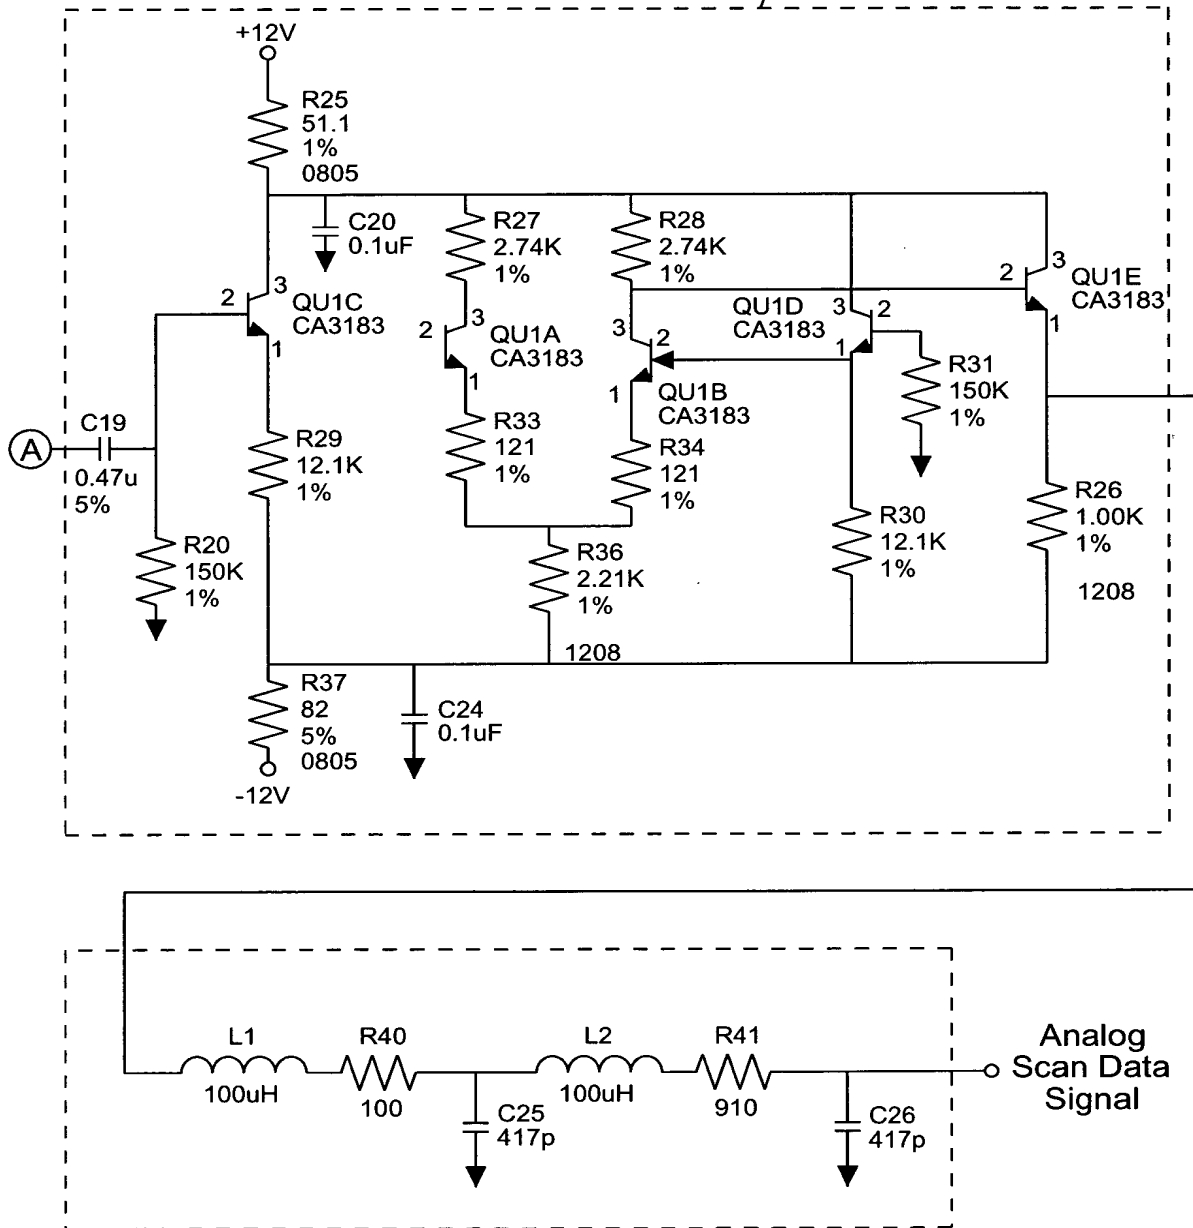 +12V
R25
51.1
1%
0805
C20
0.1uF
R27
2.74K
1%
R28
2.74K
1%
2
3
QU1C
CA3183
1
2
3
QU1A
CA3183
1
3
2
QU1B
CA3183
1
QU1D
CA3183
3
2
1
2
3
QU1E
CA3183
1
R31
150K
1%
A
C19
0.47u
5%
R29
12.1K
1%
R33
121
1%
R34
121
1%
R20
150K
1%
R36
2.21K
1%
1208
R30
12.1K
1%
R26
1.00K
1%
1208
R37
82
5%
0805
-12V
C24
0.1uF
L1
100uH
R40
100
C25
417p
L2
100uH
R41
910
C26
417p
Analog
Scan Data
Signal